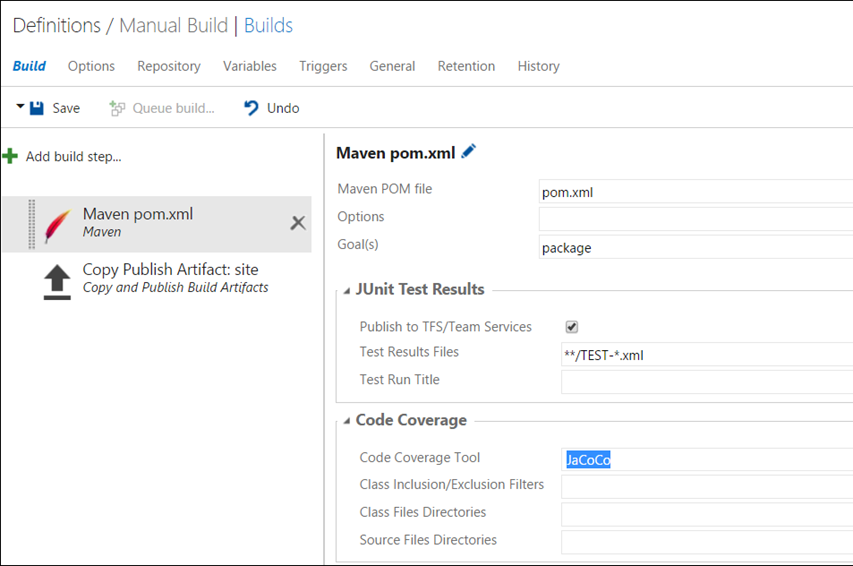 Definitions / Manual Build | Builds
Build Options Repository Variables Triggers General Retention History
Save Queue build... Undo
Add build step...
Maven pom.xml
Maven
Copy Publish Artifact: site
Copy and Publish Build Artifacts
Maven pom.xml
Maven POM file pom.xml
Options
Goal(s) package
JUnit Test Results
Publish to TFS/Team Services
Test Results Files **/TEST-*.xml
Test Run Title
Code Coverage
Code Coverage Tool JaCoCo
Class Inclusion/Exclusion Filters
Class Files Directories
Source Files Directories